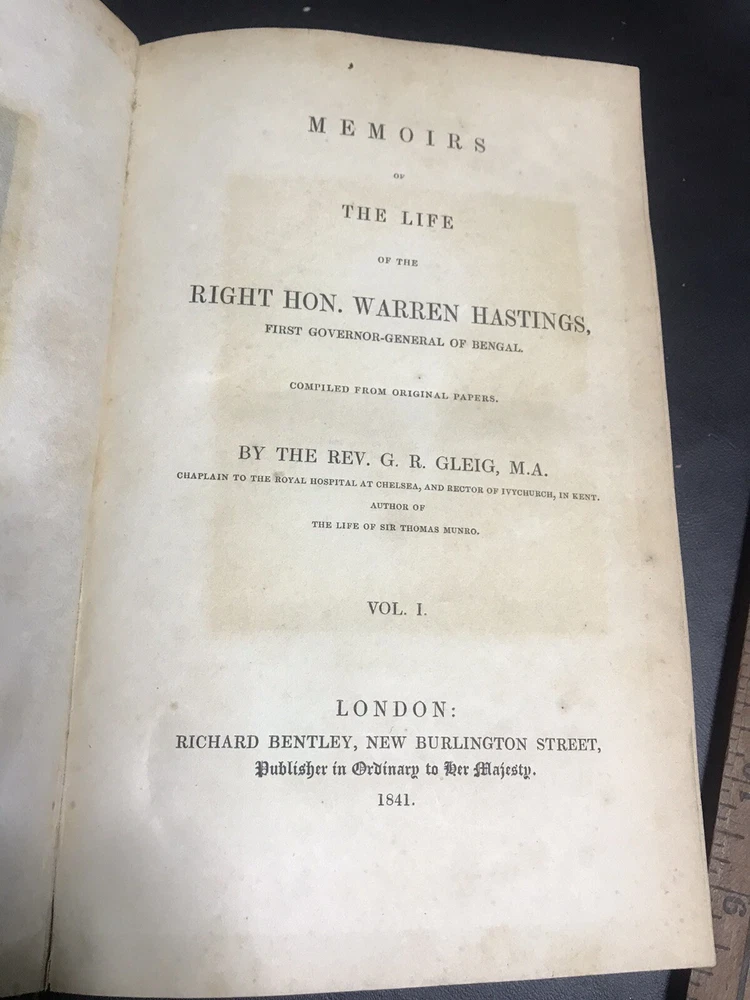 MEMOIRS
OF
THE LIFE
OF THE
RIGHT HON. WARREN HASTINGS,
FIRST GOVERNOR-GENERAL OF BENGAL.
COMPILED FROM ORIGINAL PAPERS.
BY THE REV. G. R. GLEIG, M.A.
CHAPLAIN TO THE ROYAL HOSPITAL AT CHELSEA, AND RECTOR OF IVYCHURCH, IN KENT.
AUTHOR OF
THE LIFE OF SIR THOMAS MUNRO.
VOL. I.
LONDON:
RICHARD BENTLEY, NEW BURLINGTON STREET,
Publisher in Ordinary to Her Majesty.
1841.
9